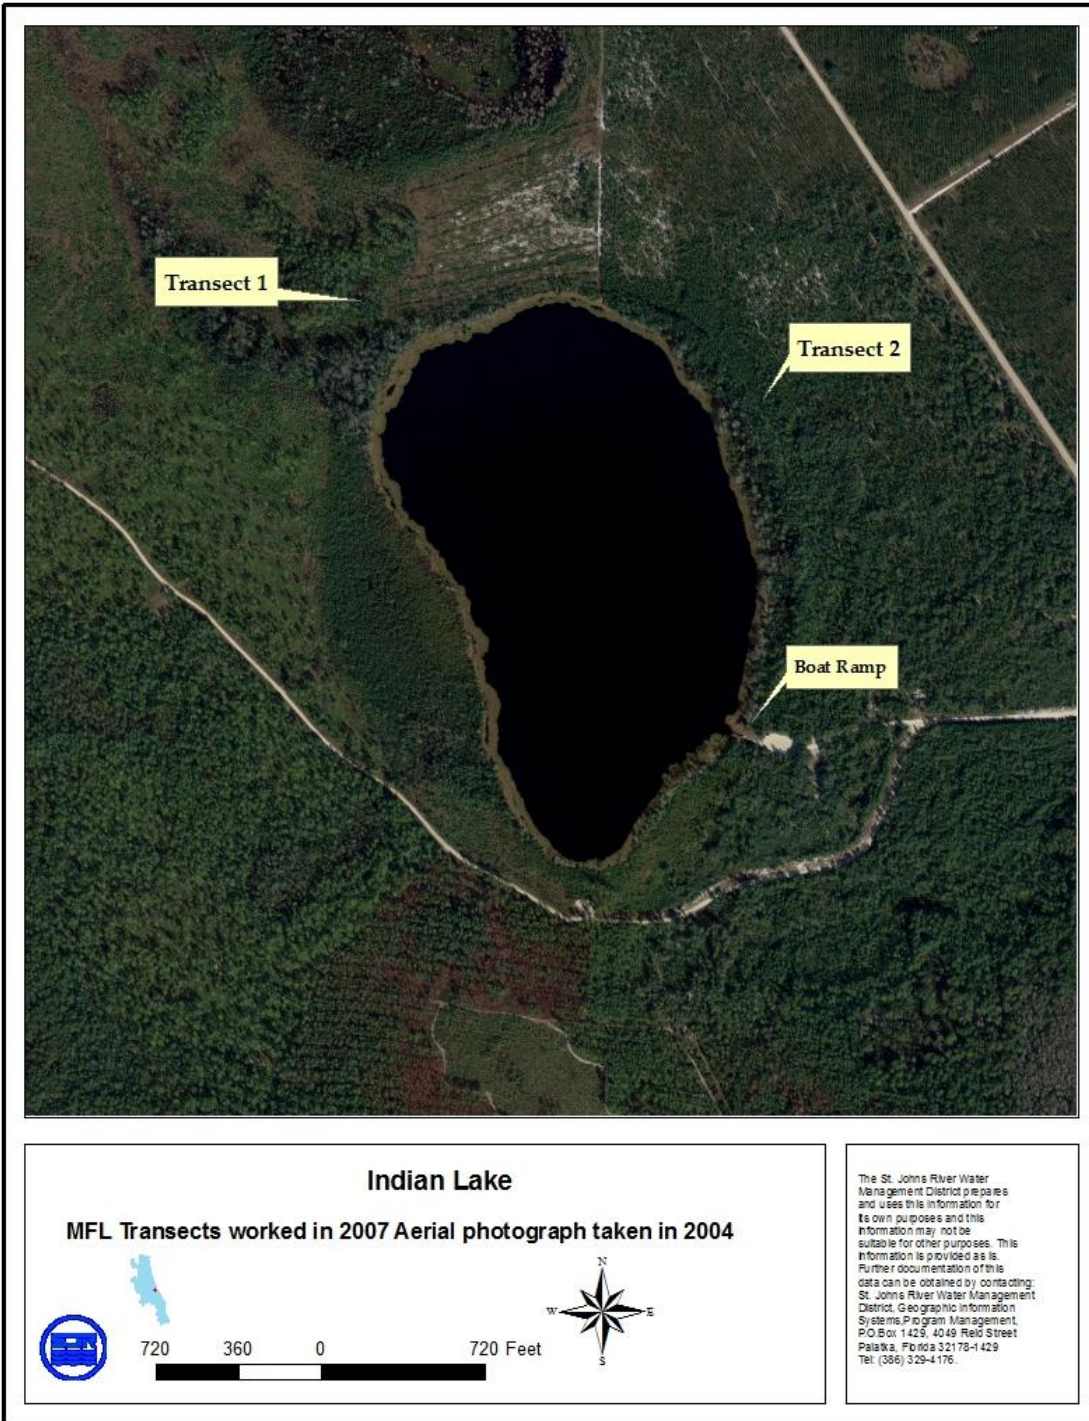 Transect 1
Transect 2
Boat Ramp
Indian Lake
MFL Transects worked in 2007 Aerial photograph taken in 2004
N
W
E
S
720 360 0 720 Feet
The St. Johns River Water
Management District prepares
and uses this information for
its own purposes and this
information may not be
suitable for other purposes. This
information is provided as is.
Further documentation of this
data can be obtained by contacting:
St. Johns River Water Management
District, Geographic Information
Systems,Program Management,
P.O.Box 1429, 4049 Reid Street
Palatka, Florida 32178-1429
Tel: (386) 329-4176.